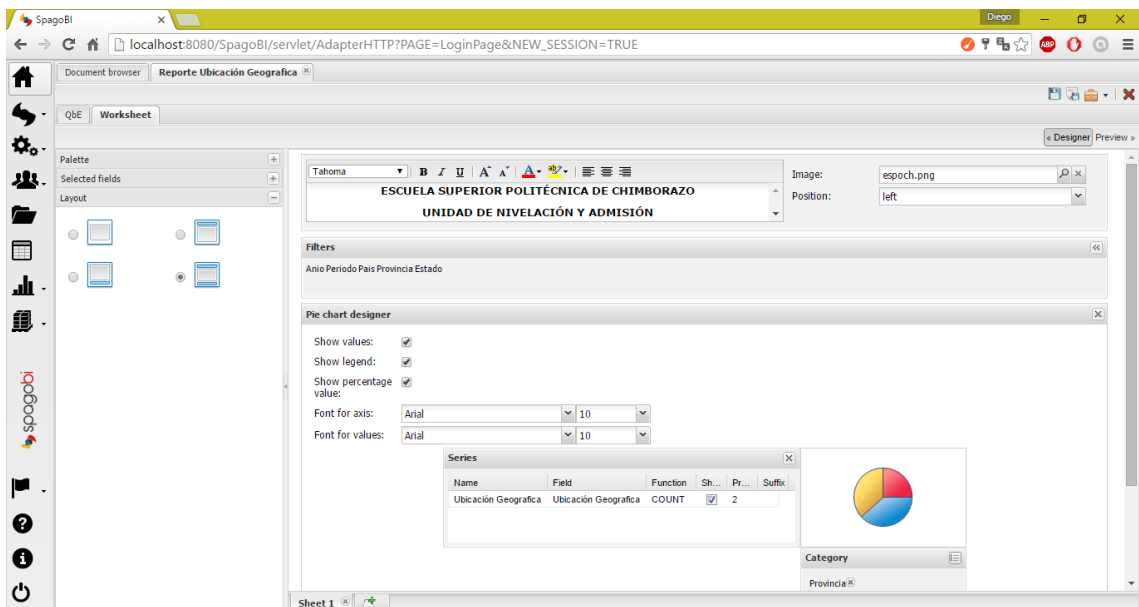 SpagoBI
Diego
localhost:8080/SpagoBI/servlet/AdapterHTTP?PAGE=LoginPage&NEW_SESSION=TRUE
ABP
Document browser
Reporte Ubicación Geografica
QbE
Worksheet
« Designer
Preview »
Palette
Selected fields
Layout
Tahoma
B I U A A A ab
ESCUELA SUPERIOR POLITÉCNICA DE CHIMBORAZO
UNIDAD DE NIVELACIÓN Y ADMISIÓN
Image: espoch.png
Position: left
Filters
Anio Periodo Pais Provincia Estado
Pie chart designer
Show values:
Show legend:
Show percentage
value:
Font for axis: Arial 10
Font for values: Arial 10
Series
Name Field Function Sh... Pr... Suffix
Ubicación Geografica Ubicación Geografica COUNT 2
Category
Provincia
spagobi
Sheet 1